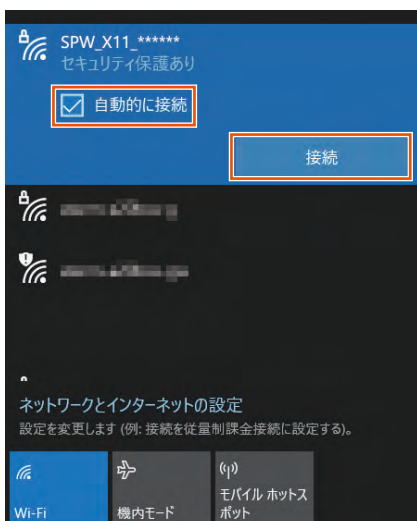 SPW_X11_******
セキュリティ保護あり
自動的に接続
接続
ネットワークとインターネットの設定
設定を変更します (例: 接続を従量制課金接続に設定する)。
Wi-Fi
機内モード
モバイル ホットス
ポット